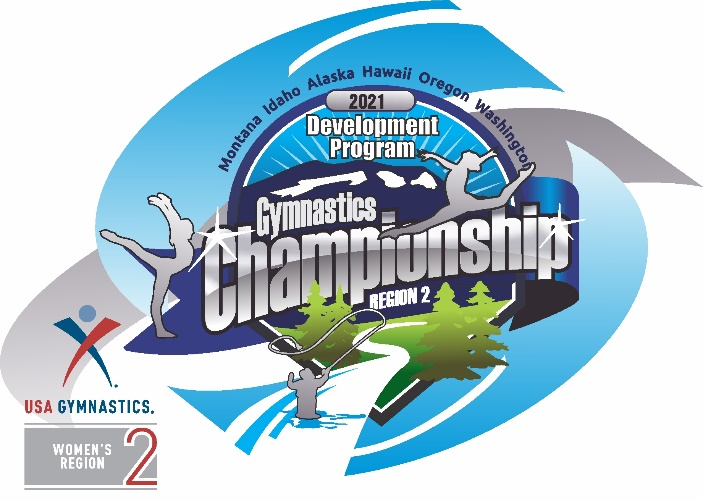 Montana Idaho Alaska Hawaii Oregon Washington
2021
Development
Program
Gymnastics
Championship
REGION 2
USA GYMNASTICS.
WOMEN'S
REGION
2